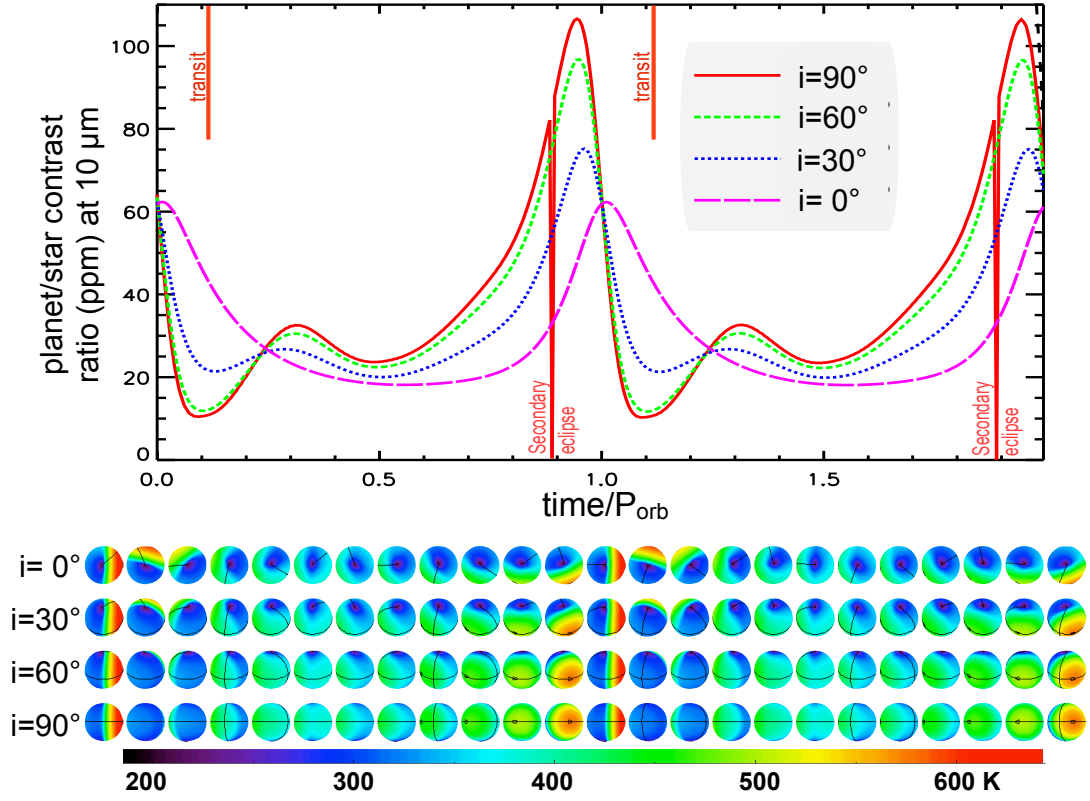 planet/star contrast
ratio (ppm) at 10 μm
100
80
60
40
20
0
transit
transit
i=90°
i=60°
i=30°
i= 0°
Secondary
eclipse
Secondary
eclipse
0.0
0.5
1.0
1.5
time/Porb
i= 0°
i=30°
i=60°
i=90°
200
300
400
500
600 K